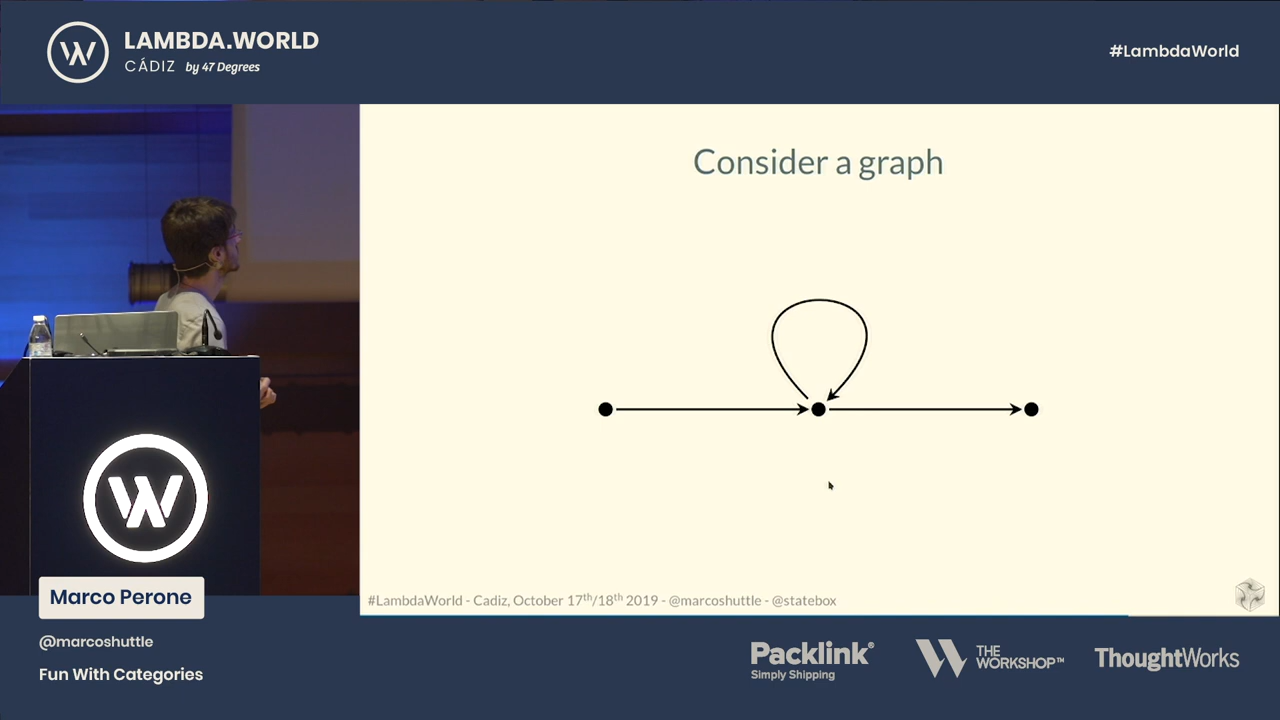 LAMBDA.WORLD
CÁDIZ by 47 Degrees
#LambdaWorld
Consider a graph
#LambdaWorld - Cadiz, October 17th/18th 2019 - @marcoshuttle - @statebox
Marco Perone
@marcoshuttle
Fun With Categories
Packlink®
Simply Shipping
THE
WORKSHOP™
ThoughtWorks